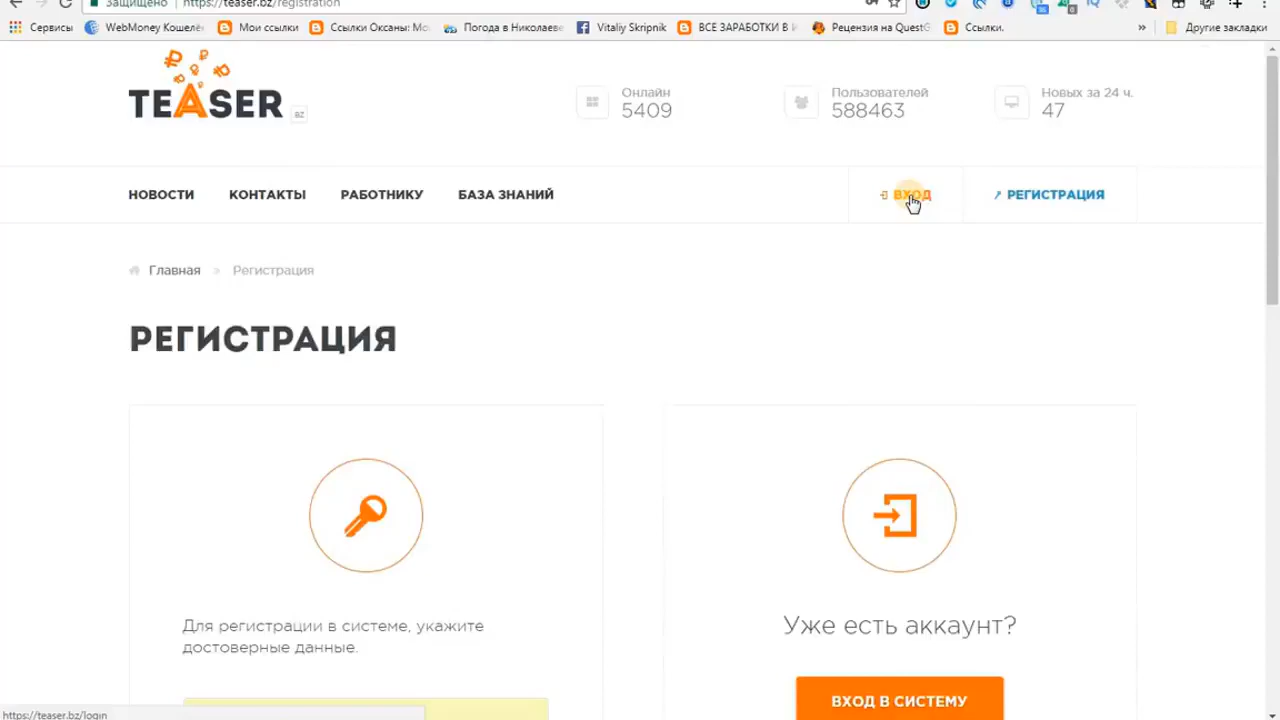 Защищено https://teaser.bz/registration
Сервисы WebMoney Кошелё Мои ссылки Ссылки Оксаны: Мо Погода в Николаеве Vitaliy Skripnik ВСЕ ЗАРАБОТКИ В И Рецензия на QuestG Ссылки. » Другие закладки
TEASER BZ
Онлайн
5409
Пользователей
588463
Новых за 24 ч.
47
НОВОСТИ КОНТАКТЫ РАБОТНИКУ БАЗА ЗНАНИЙ ВХОД РЕГИСТРАЦИЯ
Главная » Регистрация
РЕГИСТРАЦИЯ
Для регистрации в системе, укажите
достоверные данные.
Уже есть аккаунт?
ВХОД В СИСТЕМУ
https://teaser.bz/login